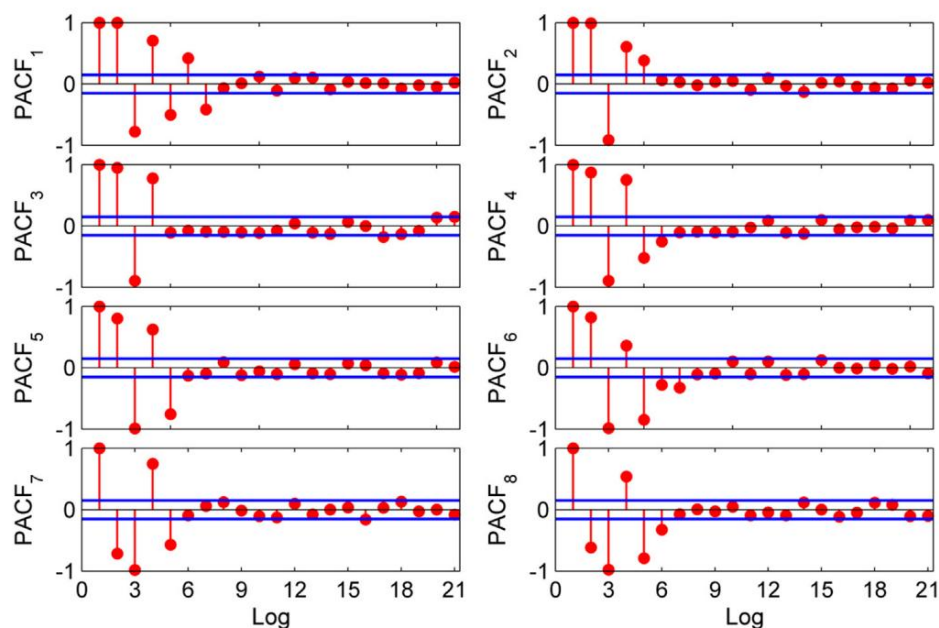 1 1
PACF1 0 PACF2 0
-1 -1
1 1
PACF3 0 PACF4 0
-1 -1
1 1
PACF5 0 PACF6 0
-1 -1
1 1
PACF7 0 PACF8 0
-1 -1
0 3 6 9 12 15 18 21 0 3 6 9 12 15 18 21
Log Log